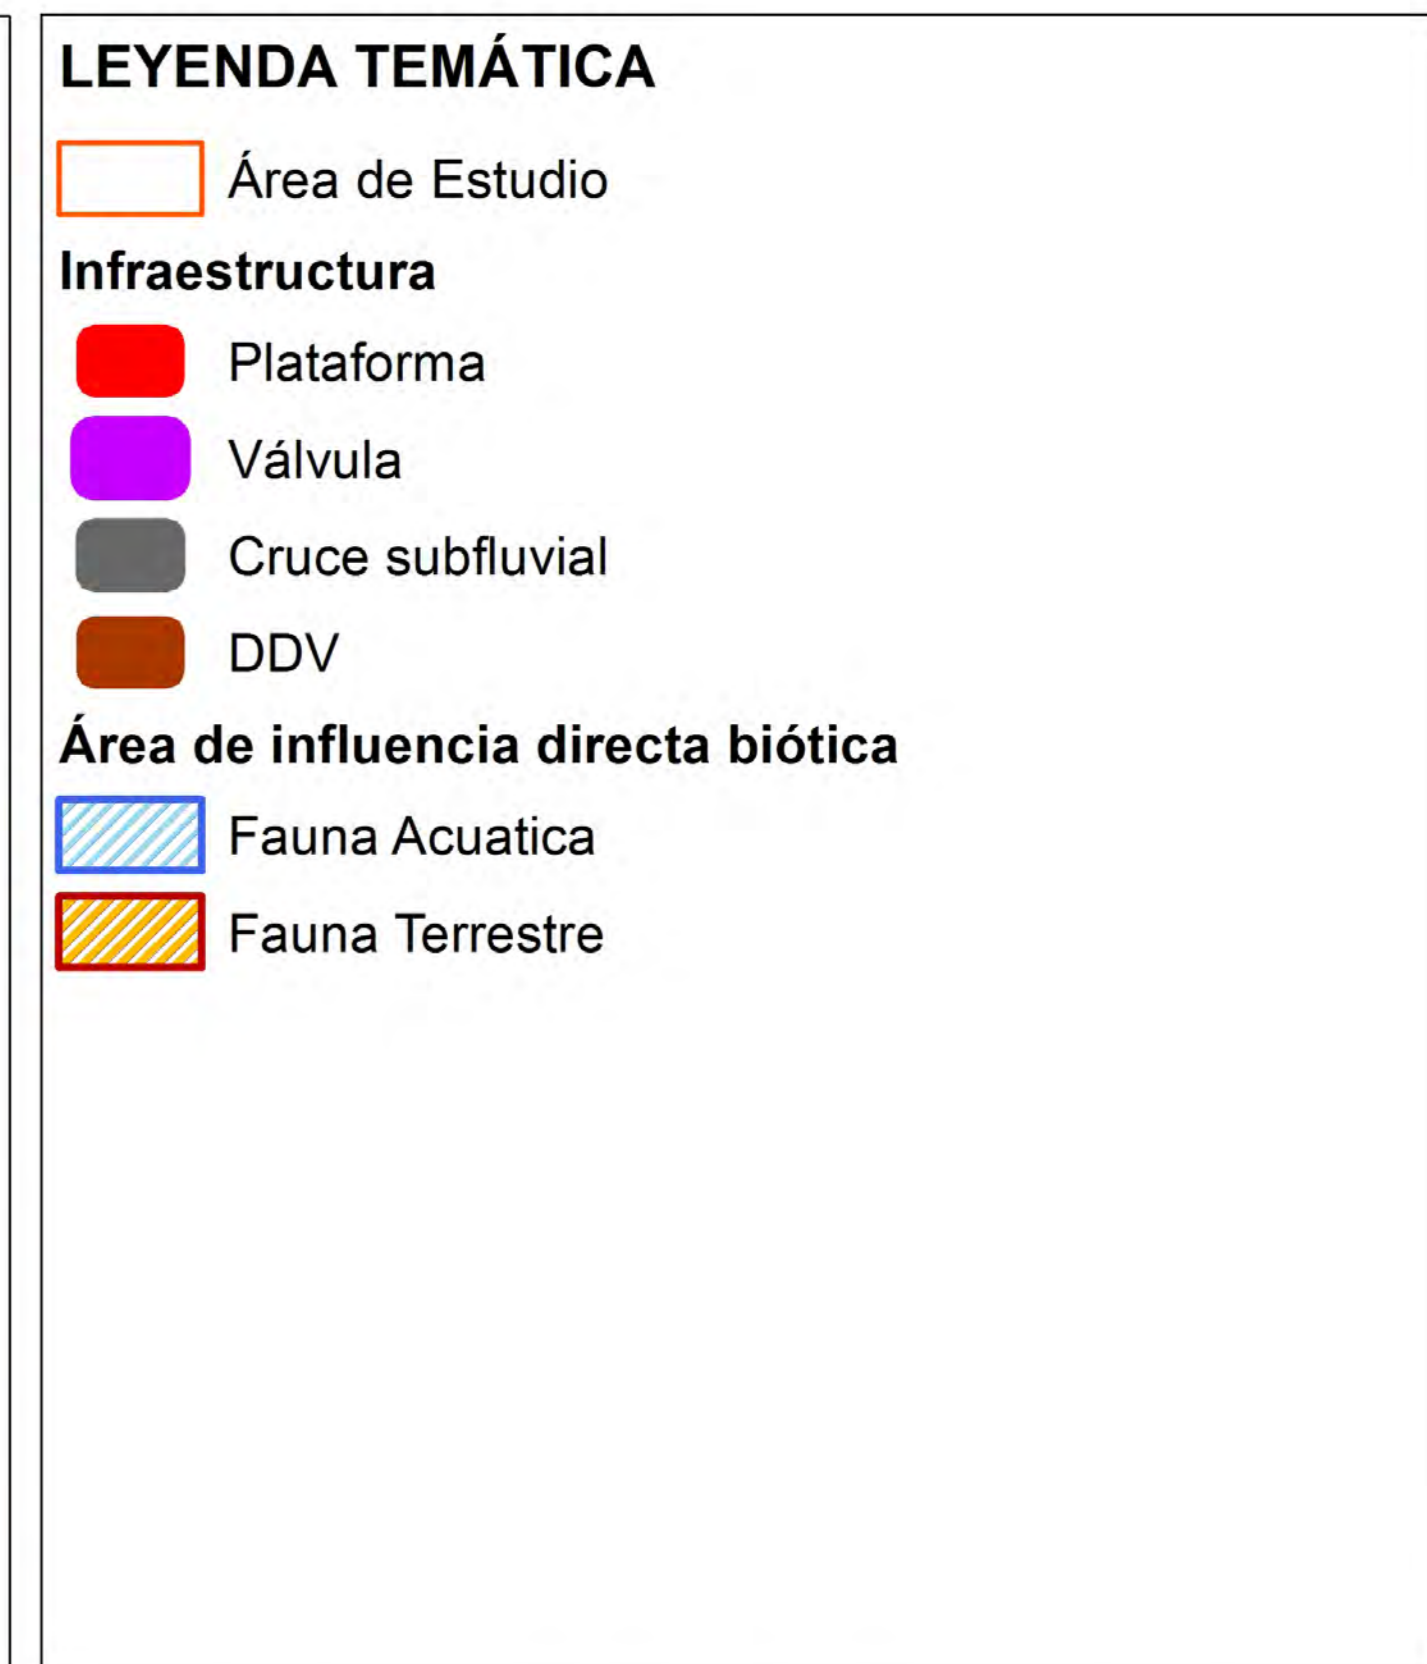 LEYENDA TEMÁTICA
Área de Estudio
Infraestructura
Plataforma
Válvula
Cruce subfluvial
DDV
Área de influencia directa biótica
Fauna Acuatica
Fauna Terrestre